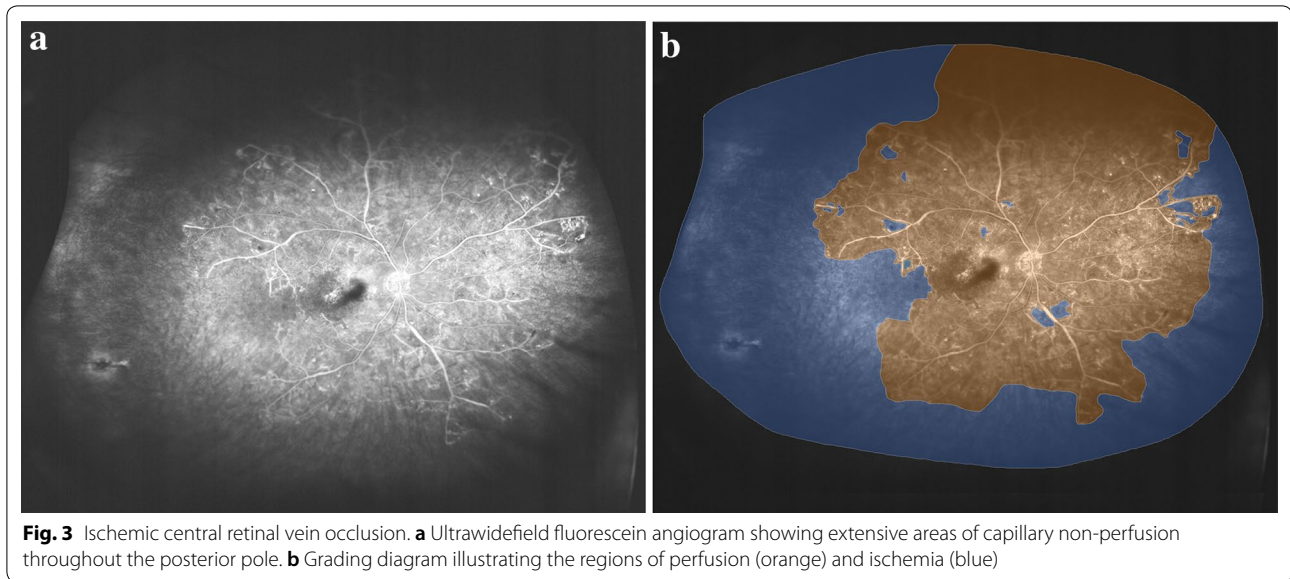 a
b
Fig. 3 Ischemic central retinal vein occlusion. a Ultrawidefield fluorescein angiogram showing extensive areas of capillary non-perfusion
throughout the posterior pole. b Grading diagram illustrating the regions of perfusion (orange) and ischemia (blue)